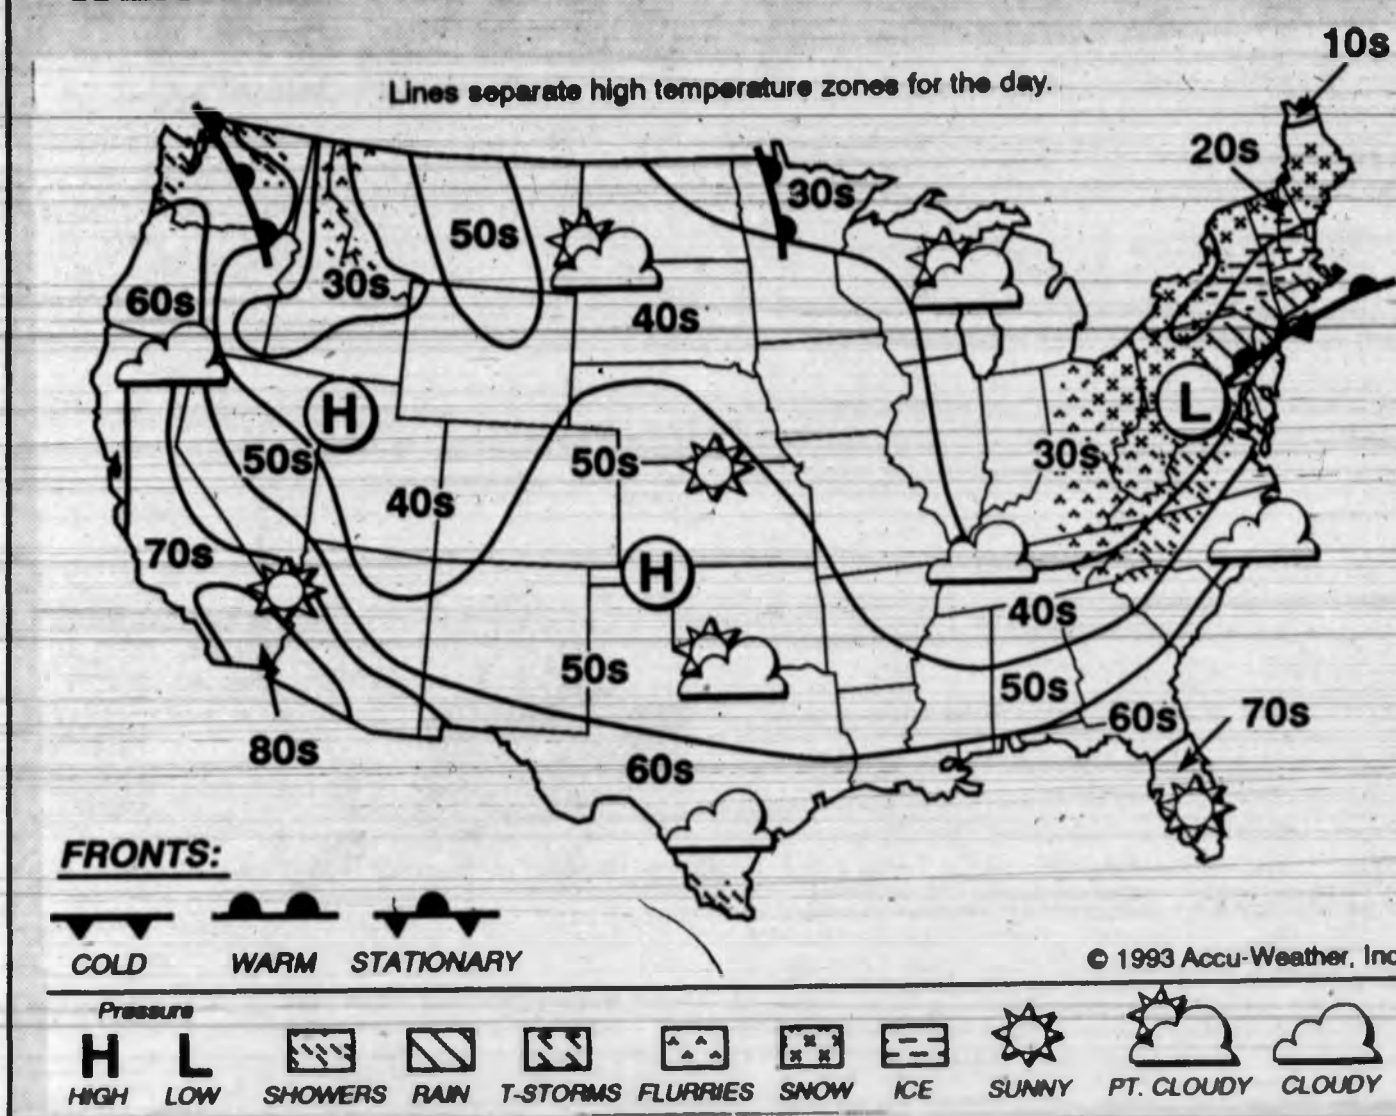 10s
Lines separate high temperature zones for the day.
20s
30s
50s
60s
30s
40s
H
L
50s
50s
30s
40s
70s
H
40s
50s
50s
60s
70s
80s
60s
FRONTS:
COLD WARM STATIONARY
© 1993 Accu-Weather, Inc
Pressure
H L
HIGH LOW SHOWERS RAIN T-STORMS FLURRIES SNOW ICE SUNNY PT. CLOUDY CLOUDY